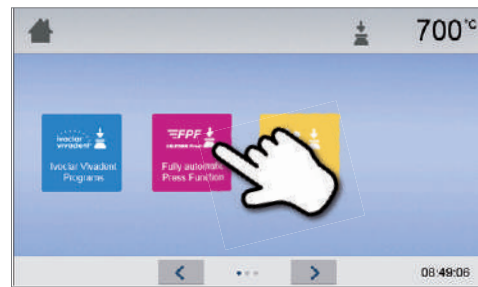 700°C
ivoclar
vivadent
Ivoclar Vivadent
Programs
FPF
Fully automatic
Press Function
08:49:06